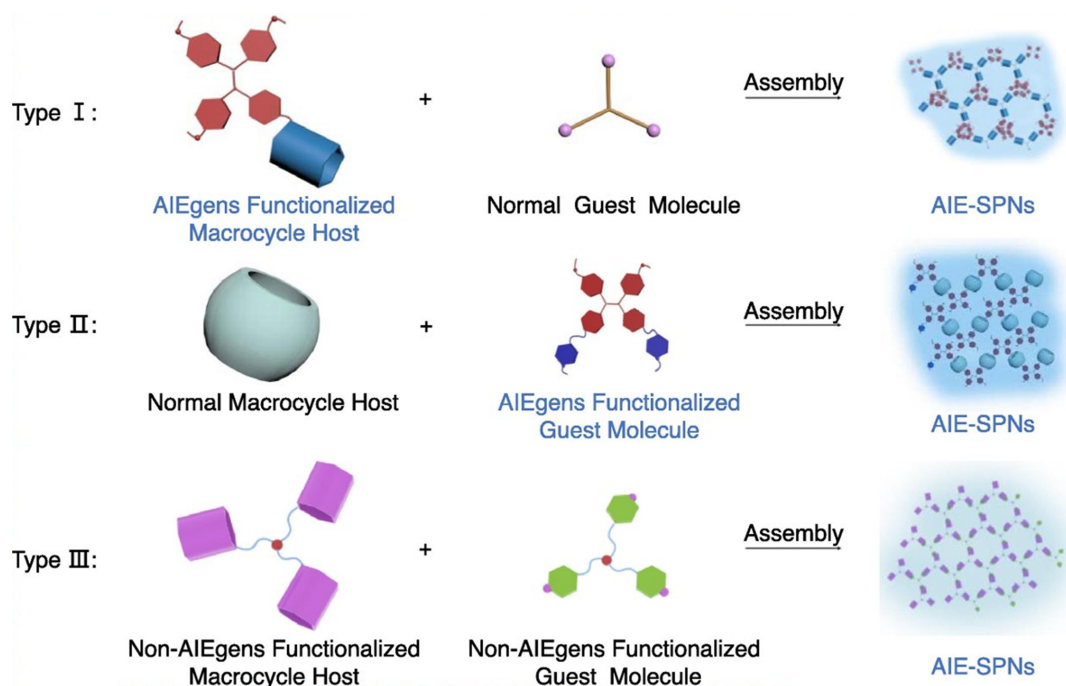 Type Ⅰ:
+
Assembly
AIEgens Functionalized
Macrocycle Host
Normal Guest Molecule
AIE-SPNs
Type Ⅱ:
+
Assembly
Normal Macrocycle Host
AIEgens Functionalized
Guest Molecule
AIE-SPNs
Type Ⅲ:
+
Assembly
Non-AIEgens Functionalized
Macrocycle Host
Non-AIEgens Functionalized
Guest Molecule
AIE-SPNs